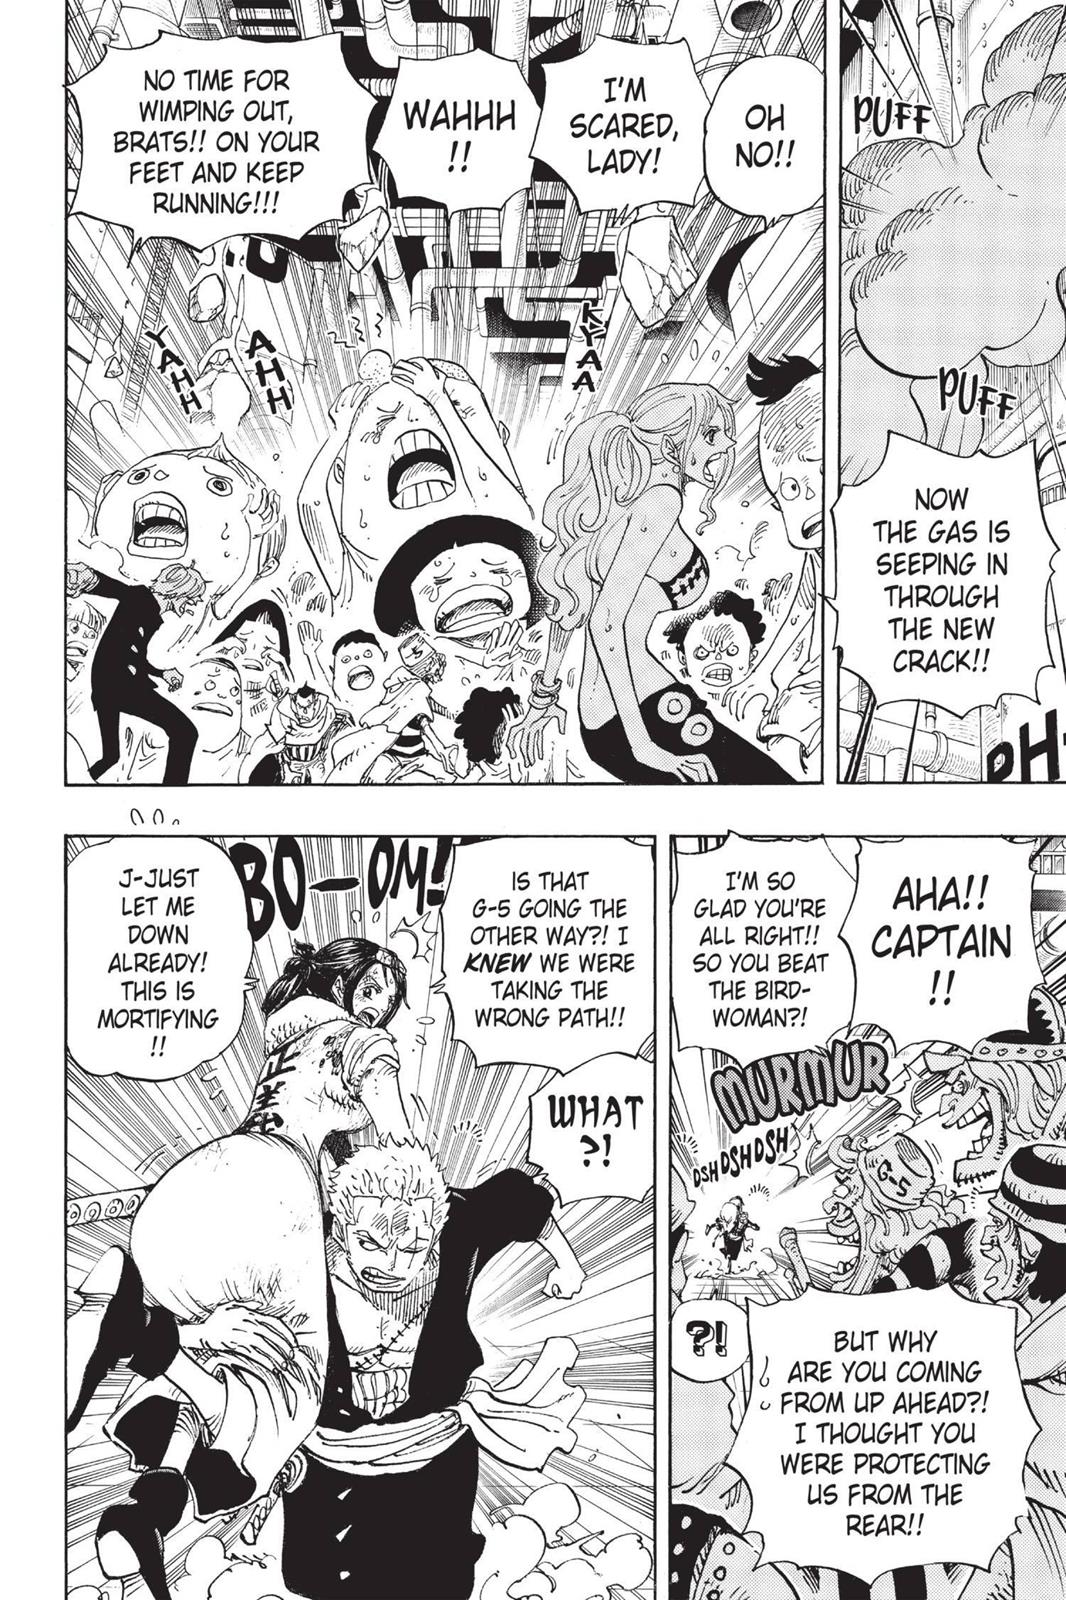 PUFF
PUFF
NOW
THE GAS IS
SEEPING IN
THROUGH
THE NEW
CRACK!!
OH
NO!!
I'M
SCARED,
LADY!
WAHHH
!!
NO TIME FOR
WIMPING OUT,
BRATS!! ON YOUR
FEET AND KEEP
RUNNING!!!
KYAA
AHH
YAHH
AHA!!
CAPTAIN
!!
I'M SO
GLAD YOU'RE
ALL RIGHT!!
SO YOU BEAT
THE BIRD-
WOMAN?!
MURMUR
DSH DSH DSH
G-5
?!
BUT WHY
ARE YOU COMING
FROM UP AHEAD?!
I THOUGHT YOU
WERE PROTECTING
US FROM THE
REAR!!
IS THAT
G-5 GOING THE
OTHER WAY?! I
KNEW WE WERE
TAKING THE
WRONG PATH!!
WHAT
?!
BO—OM!
J-JUST
LET ME
DOWN
ALREADY!
THIS IS
MORTIFYING
!!
正義